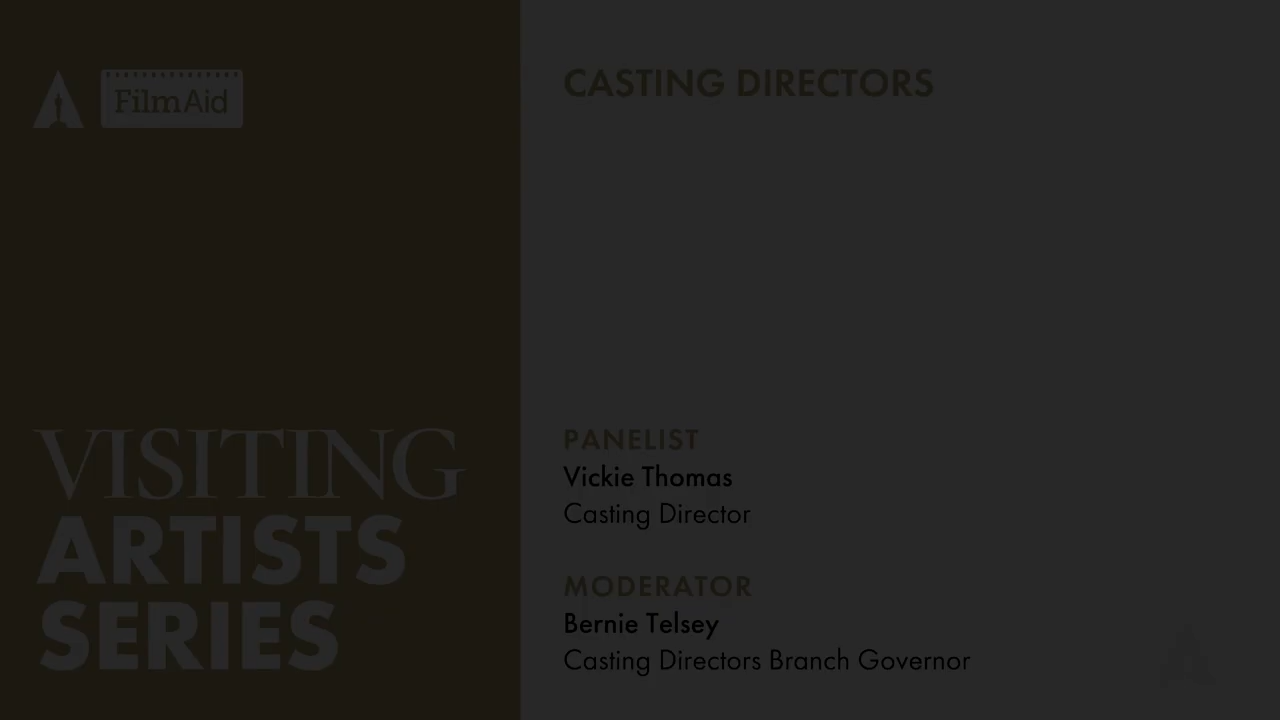 FilmAid
VISITING
ARTISTS
SERIES
CASTING DIRECTORS
PANELIST
Vickie Thomas
Casting Director
MODERATOR
Bernie Telsey
Casting Directors Branch Governor